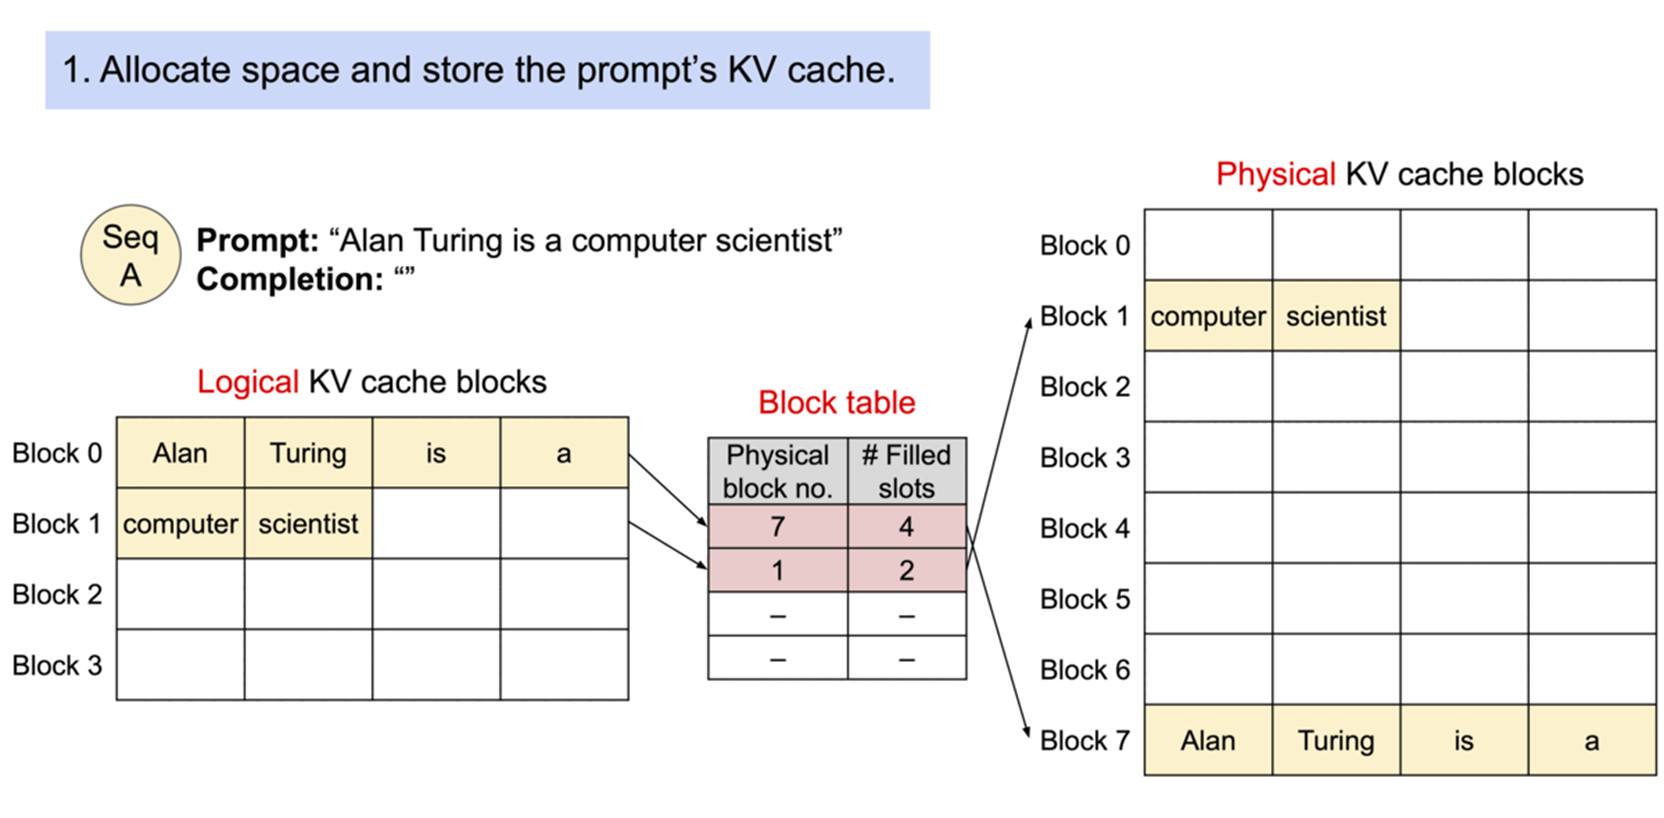 1. Allocate space and store the prompt’s KV cache.
Seq
A
Prompt: “Alan Turing is a computer scientist”
Completion: “”
Logical KV cache blocks
Block 0 Alan Turing is a
Block 1 computer scientist
Block 2
Block 3
Block table
Physical block no. # Filled slots
7 4
1 2
– –
– –
Physical KV cache blocks
Block 0
Block 1 computer scientist
Block 2
Block 3
Block 4
Block 5
Block 6
Block 7 Alan Turing is a